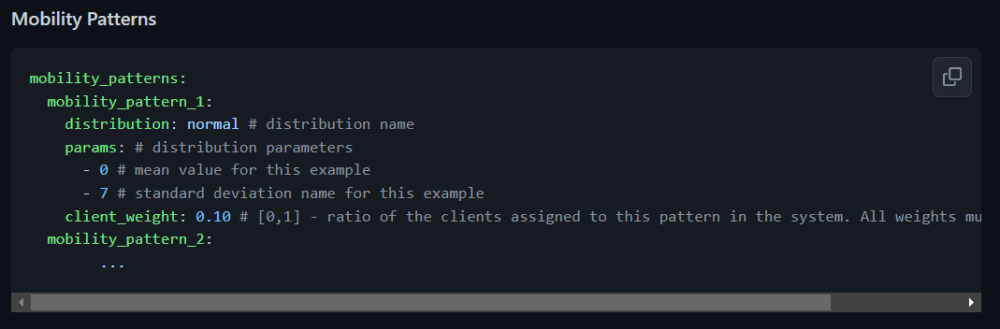 Mobility Patterns
mobility_patterns:
  mobility_pattern_1:
    distribution: normal # distribution name
    params: # distribution parameters
      - 0 # mean value for this example
      - 7 # standard deviation name for this example
    client_weight: 0.10 # [0,1] - ratio of the clients assigned to this pattern in the system. All weights mu
  mobility_pattern_2:
        ...